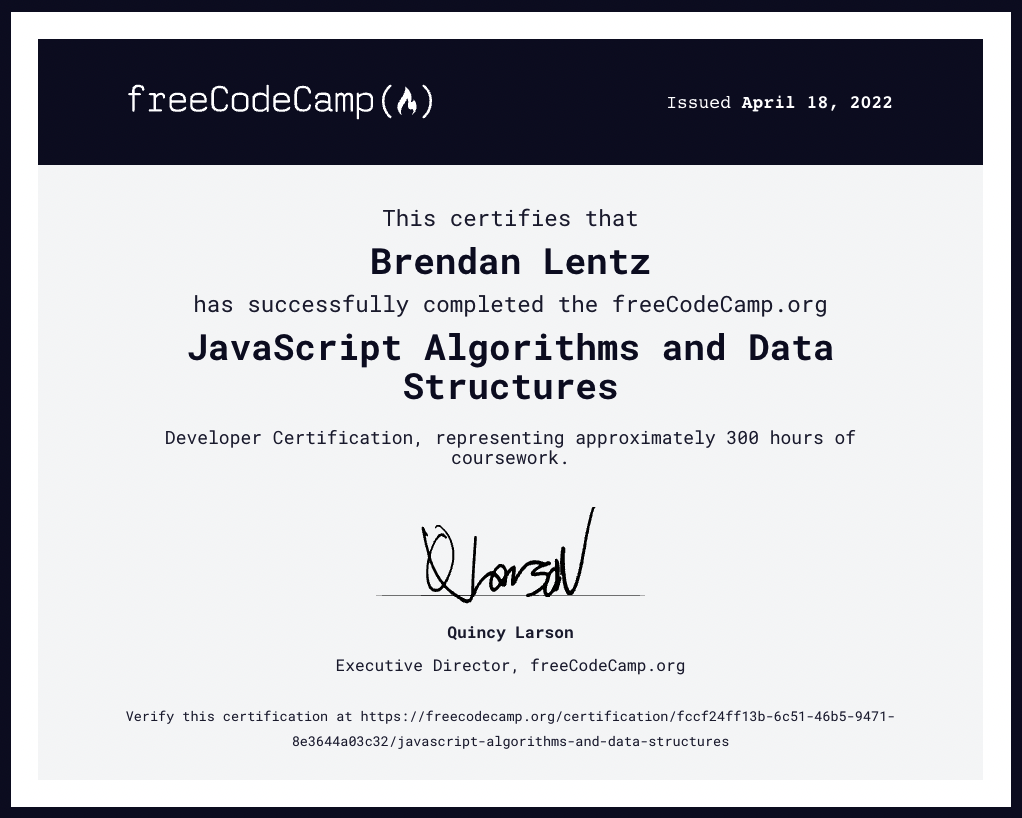 freeCodeCamp(🔥)
Issued April 18, 2022
This certifies that
Brendan Lentz
has successfully completed the freeCodeCamp.org
JavaScript Algorithms and Data
Structures
Developer Certification, representing approximately 300 hours of
coursework.
QLarson
Quincy Larson
Executive Director, freeCodeCamp.org
Verify this certification at https://freecodecamp.org/certification/fccf24ff13b-6c51-46b5-9471-
8e3644a03c32/javascript-algorithms-and-data-structures